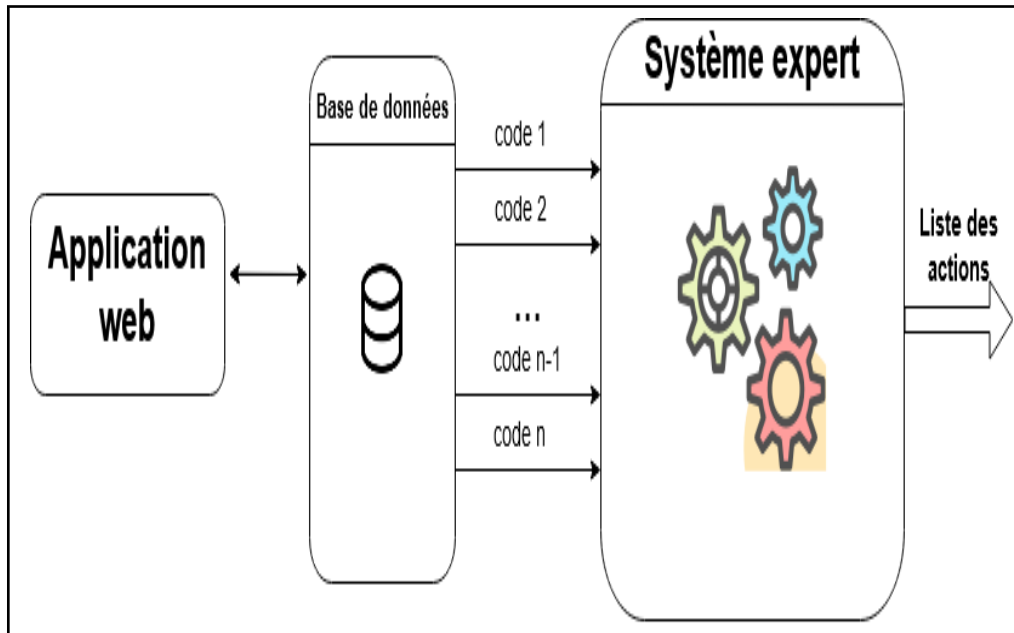 Application
web
Base de données
code 1
code 2
...
code n-1
code n
Système expert
Liste des
actions